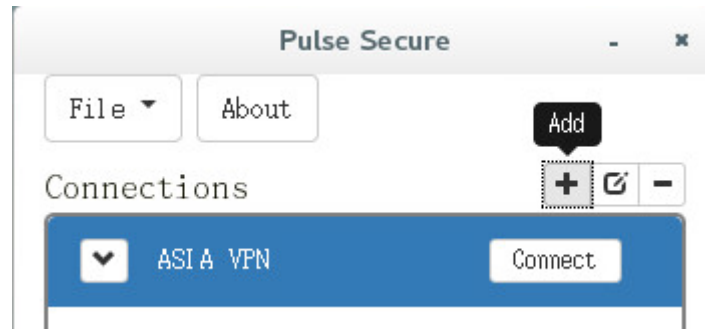 Pulse Secure
File
About
Add
Connections
ASIA VPN
Connect